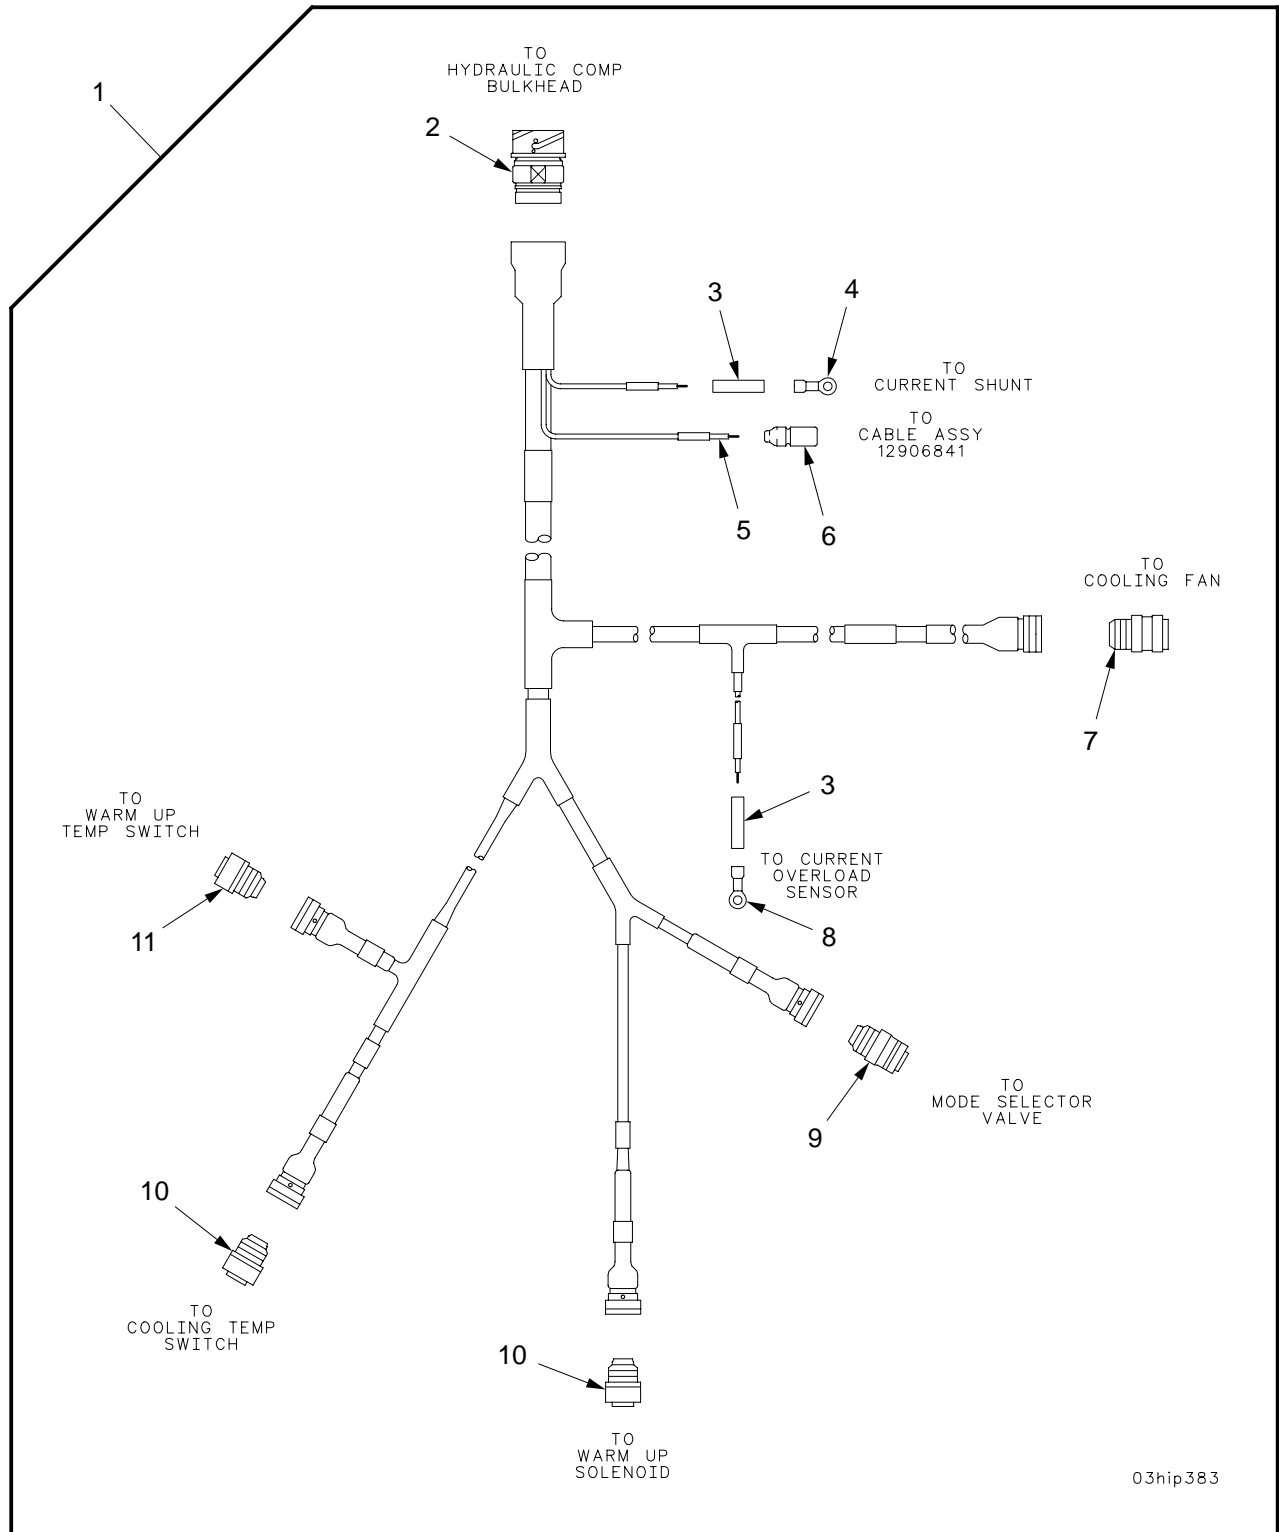 TO
HYDRAULIC COMP
BULKHEAD
1
2
3
4
TO
CURRENT SHUNT
TO
CABLE ASSY
12906841
5
6
TO
COOLING FAN
7
TO
WARM UP
TEMP SWITCH
3
TO CURRENT
OVERLOAD
SENSOR
11
8
TO
MODE SELECTOR
VALVE
9
10
TO
COOLING TEMP
SWITCH
10
TO
WARM UP
SOLENOID
03hip383